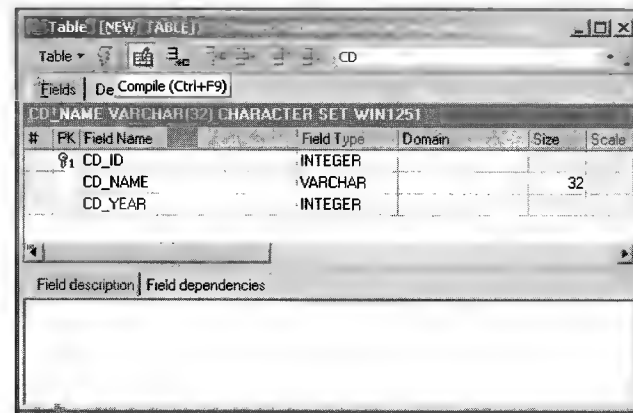 Table [NEW_TABLE]
Table CD
Fields De Compile (Ctrl+F9)
CD_NAME VARCHAR(32) CHARACTER SET WIN1251
# PK Field Name Field Type Domain Size Scale
1 CD_ID INTEGER
CD_NAME VARCHAR 32
CD_YEAR INTEGER
Field description Field dependencies